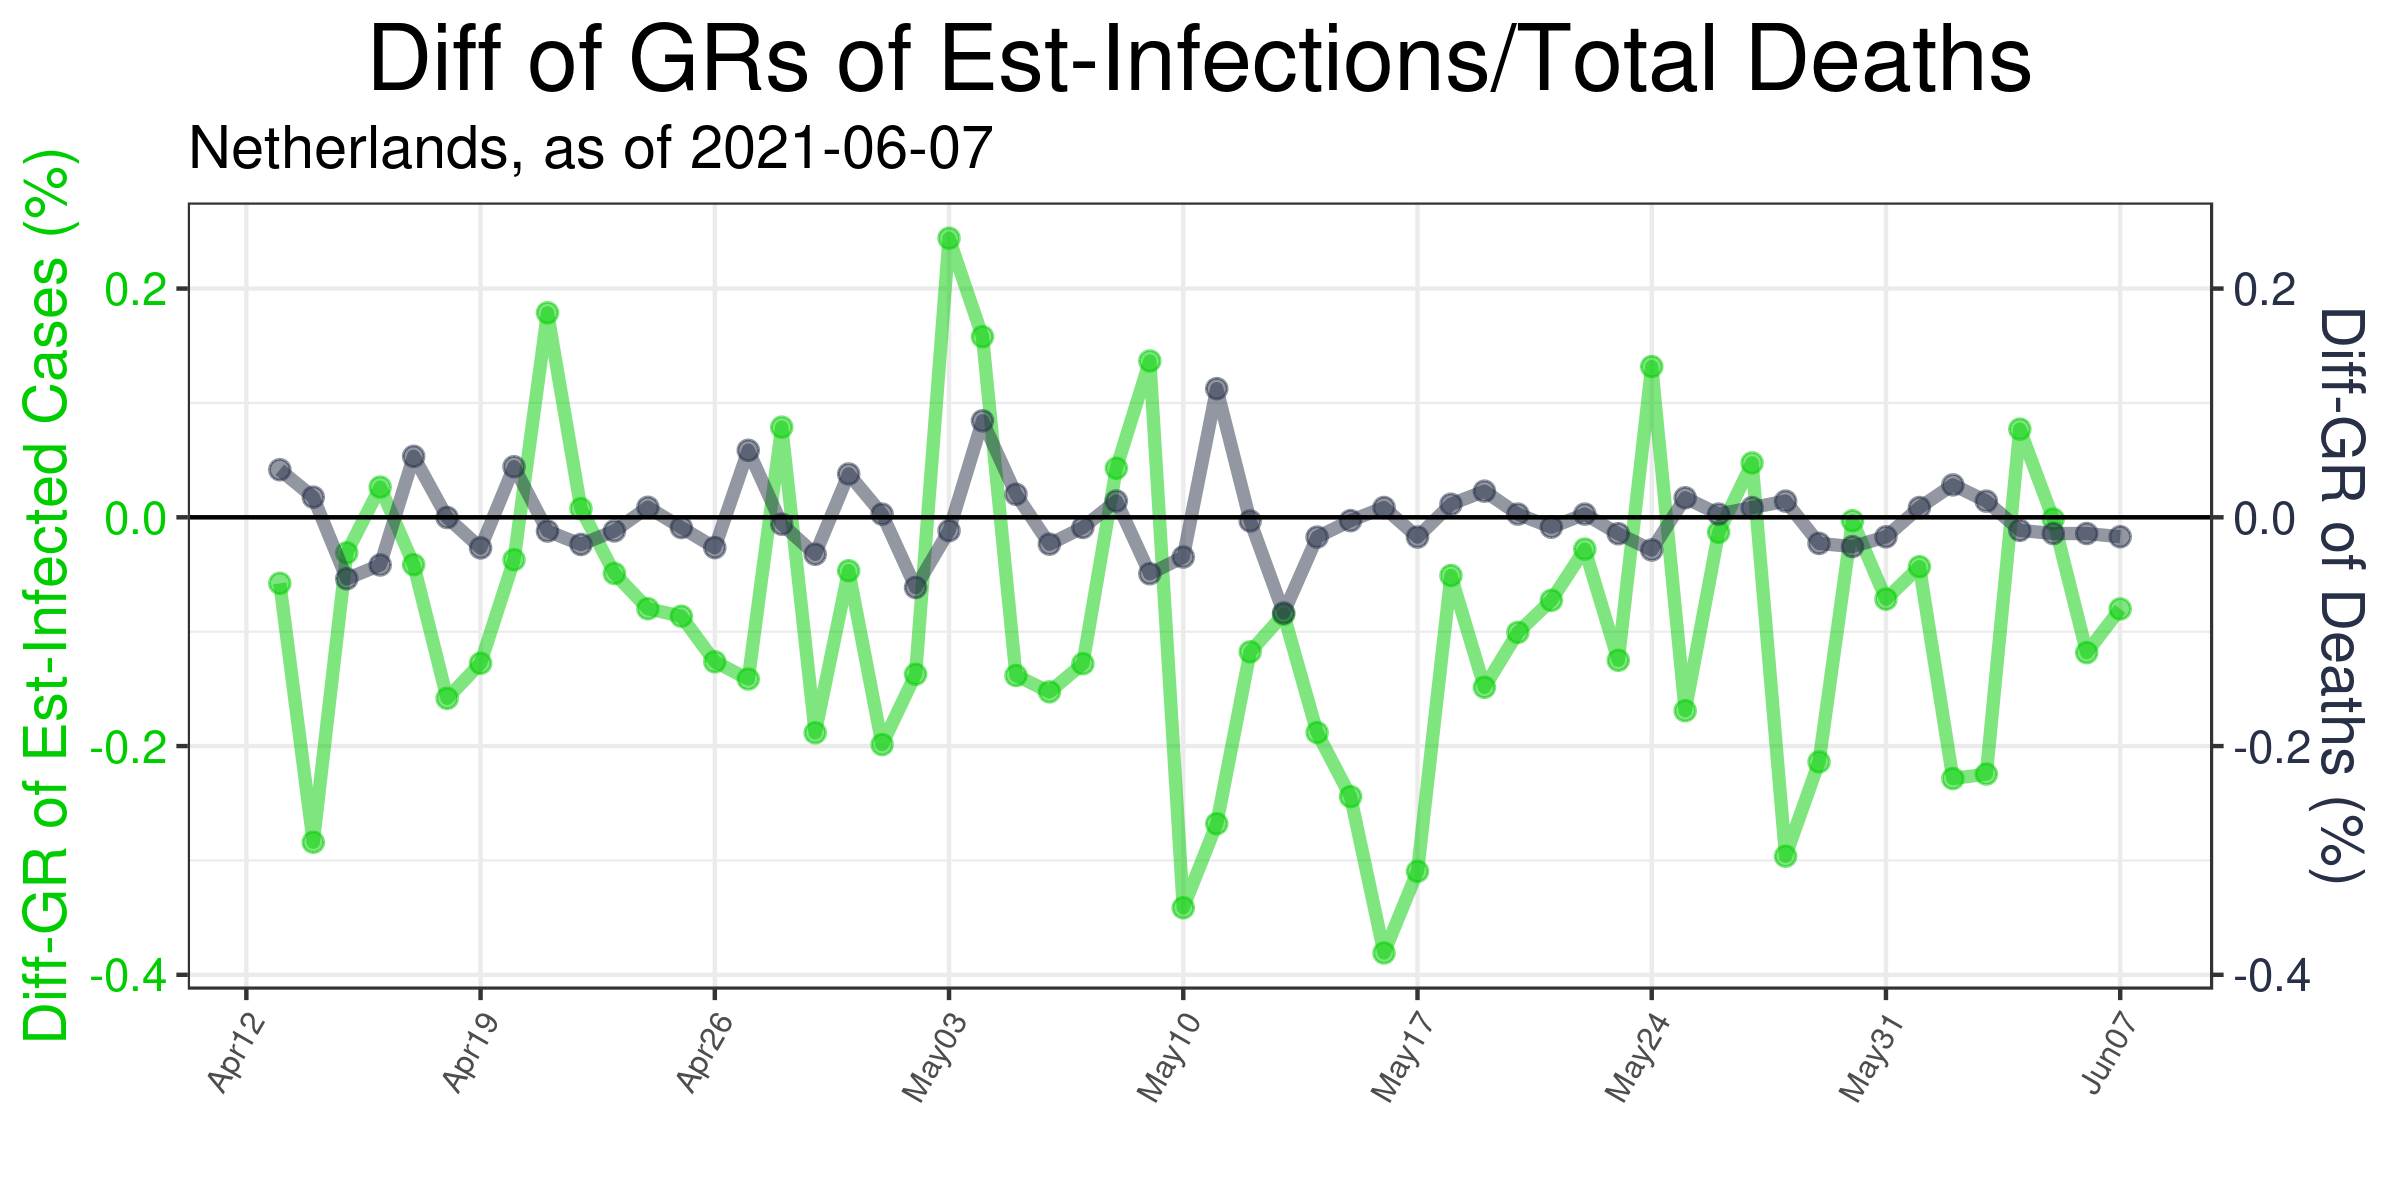 Diff of GRs of Est-Infections/Total Deaths
Netherlands, as of 2021-06-07
Diff-GR of Est-Infected Cases (%)
0.2
0.0
-0.2
-0.4
0.2
0.0
-0.2
-0.4
Diff-GR of Deaths (%)
Apr12
Apr19
Apr26
May03
May10
May17
May24
May31
Jun07